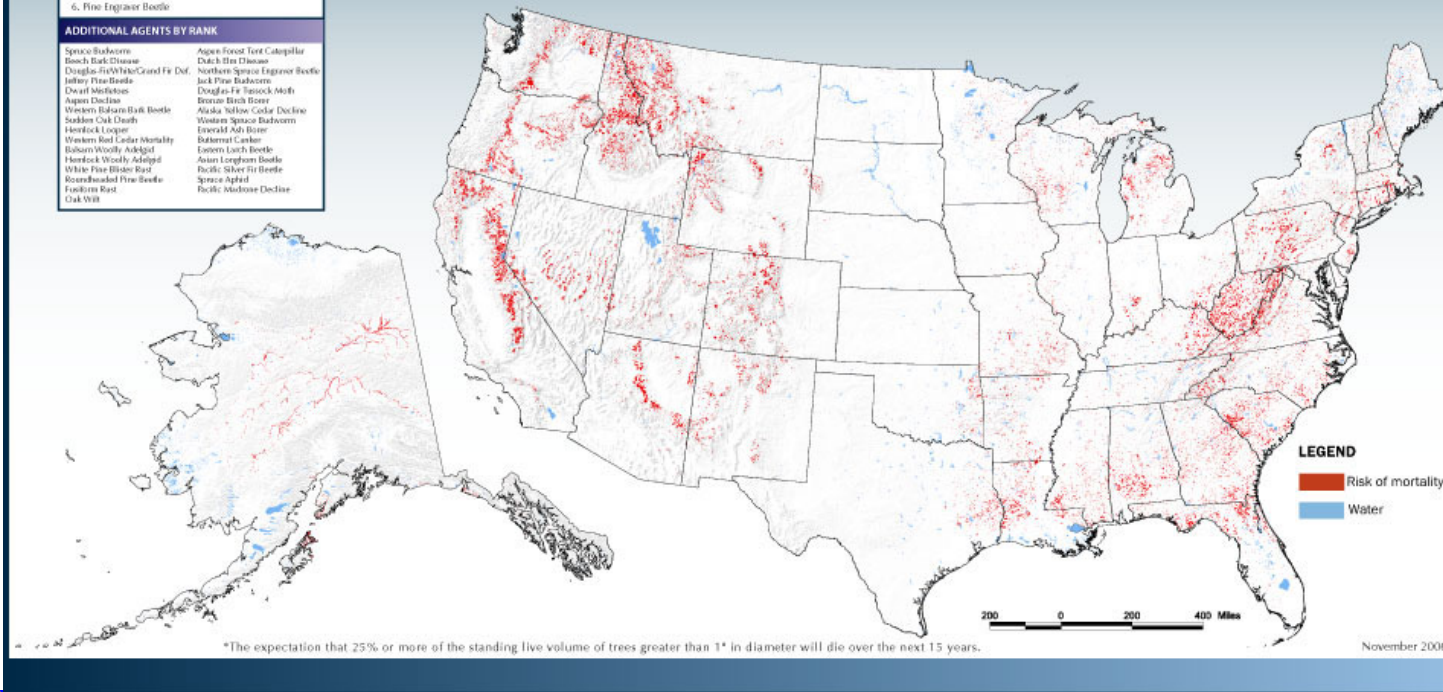 6. Pine Engraver Beetle
ADDITIONAL AGENTS BY RANK
Spruce Budworm
Beech Bark Disease
Douglas-Fir/White/Grand Fir Def.
Jeffrey Pine Beetle
Dwarf Mistletoes
Aspen Decline
Western Balsam Bark Beetle
Sudden Oak Death
Hemlock Looper
Western Red Cedar Mortality
Balsam Woolly Adelgid
Hemlock Woolly Adelgid
White Pine Blister Rust
Roundheaded Pine Beetle
Fusiform Rust
Oak Wilt
Aspen Forest Tent Caterpillar
Dutch Elm Disease
Northern Spruce Engraver Beetle
Jack Pine Budworm
Douglas-Fir Tussock Moth
Bronze Birch Borer
Alaska Yellow Cedar Decline
Western Spruce Budworm
Emerald Ash Borer
Butternut Canker
Eastern Larch Beetle
Asian Longhorn Beetle
Pacific Silver Fir Beetle
Spruce Aphid
Pacific Madrone Decline
LEGEND
Risk of mortality
Water
200 0 200 400 Miles
*The expectation that 25% or more of the standing live volume of trees greater than 1" in diameter will die over the next 15 years.
November 2006